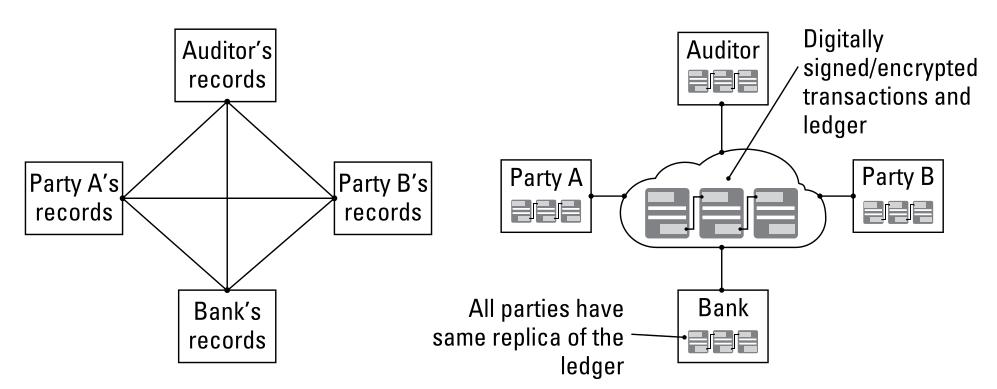 Auditor's
records
Party A's
records
Party B's
records
Bank's
records
Auditor
Digitally
signed/encrypted
transactions and
ledger
Party A
Party B
Bank
All parties have
same replica of the
ledger